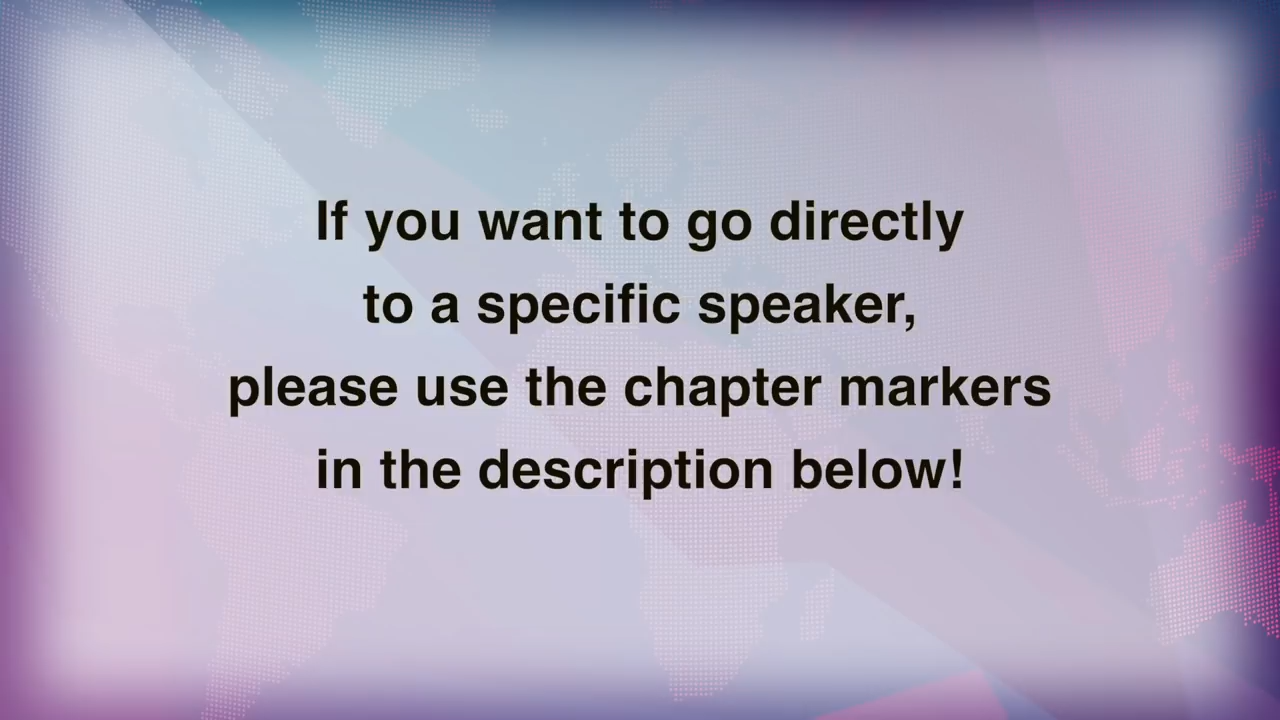 If you want to go directly
to a specific speaker,
please use the chapter markers
in the description below!